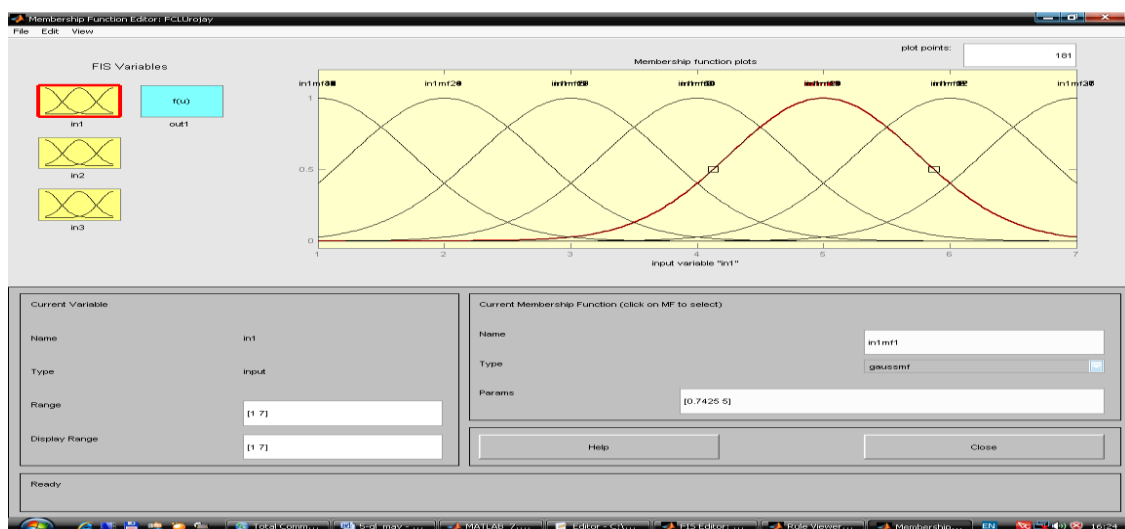 Membership Function Editor: FCLUrojay
File Edit View
FIS Variables
plot points:
181
Membership function plots
in1
f(u)
out1
in2
in3
in1mf2
1
0.5
0
1 2 3 4 5 6 7
input variable "in1"
Current Variable
Name in1
Type input
Range [1 7]
Display Range [1 7]
Current Membership Function (click on MF to select)
Name in1mf1
Type gaussmf
Params [0.7425 5]
Help Close
Ready
Total Comm...
MATLAB 7....
Editor - C:\...
FIS Editor: ...
Rule Viewer...
Membership...
EN 16:24